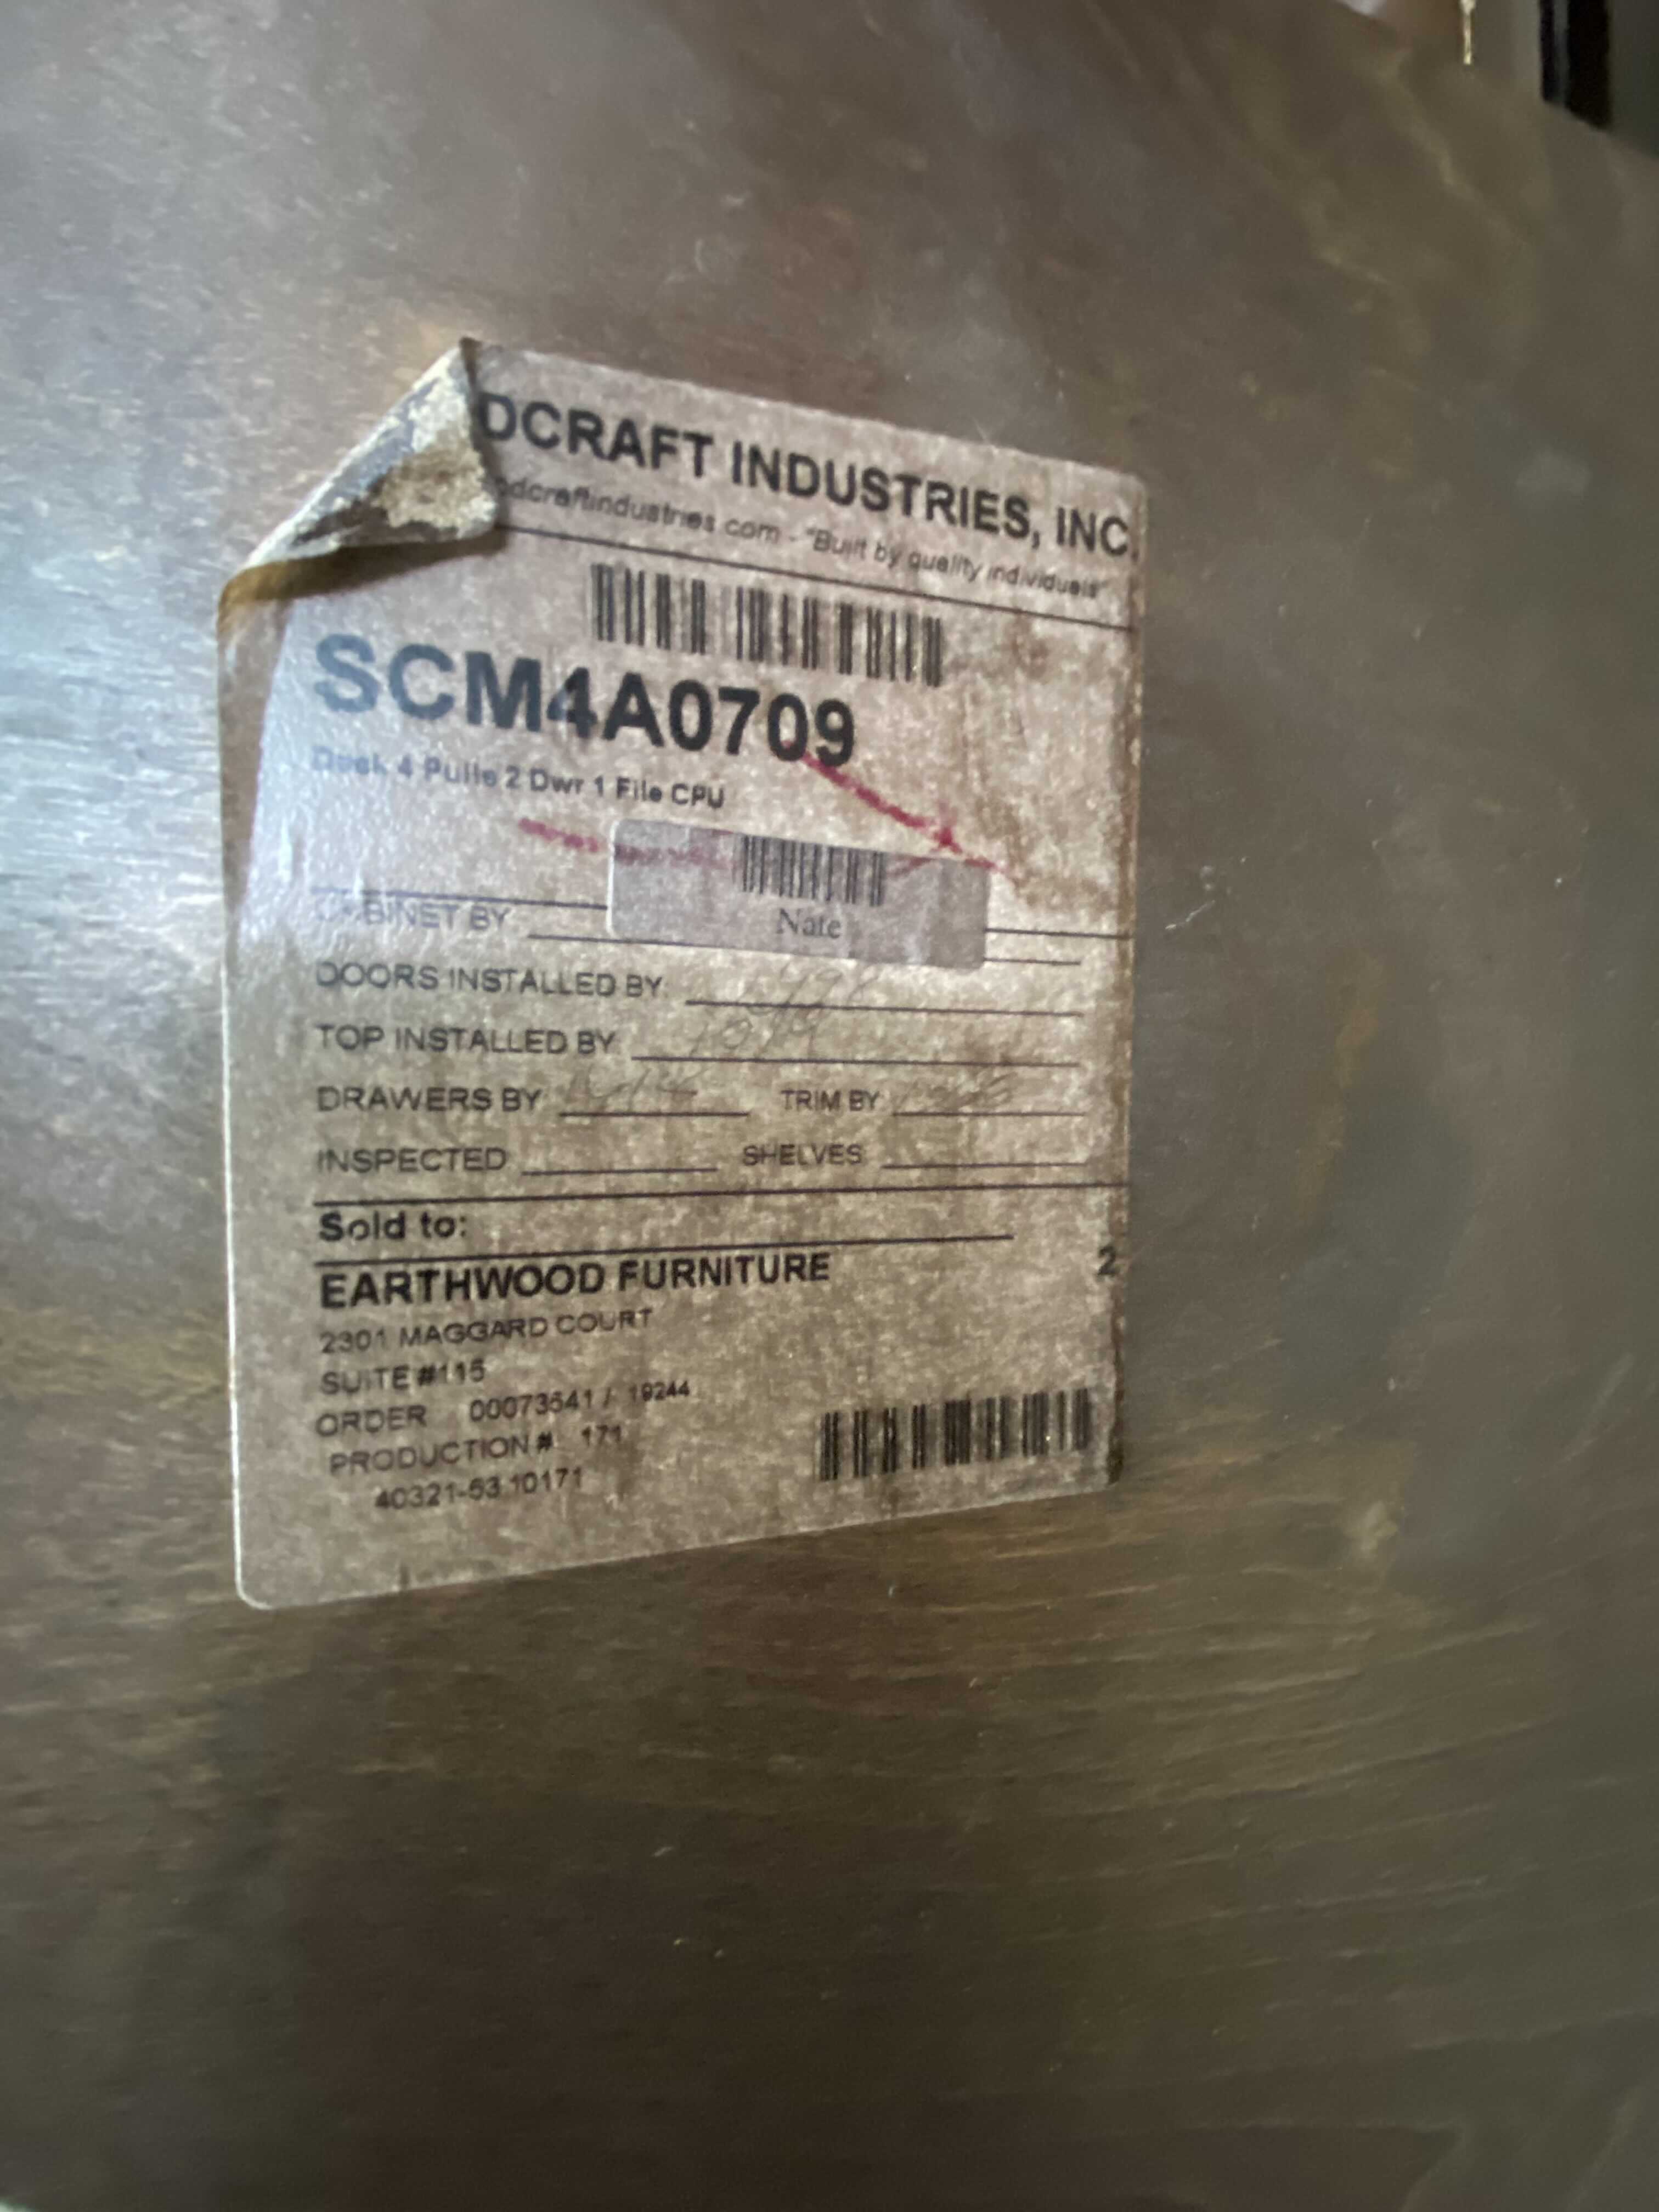 DCRAFT INDUSTRIES, INC.
dcraftindustries.com - "Built by quality individuals"
SCM4A0709
Desk 4 Pulls 2 Dwr 1 File CPU
Nate
CABINET BY
DOORS INSTALLED BY
TOP INSTALLED BY
DRAWERS BY TRIM BY
INSPECTED SHELVES
Sold to:
EARTHWOOD FURNITURE 2
2301 MAGGARD COURT
SUITE #115
ORDER 00073541 / 19244
PRODUCTION # 171
40321-53.10171